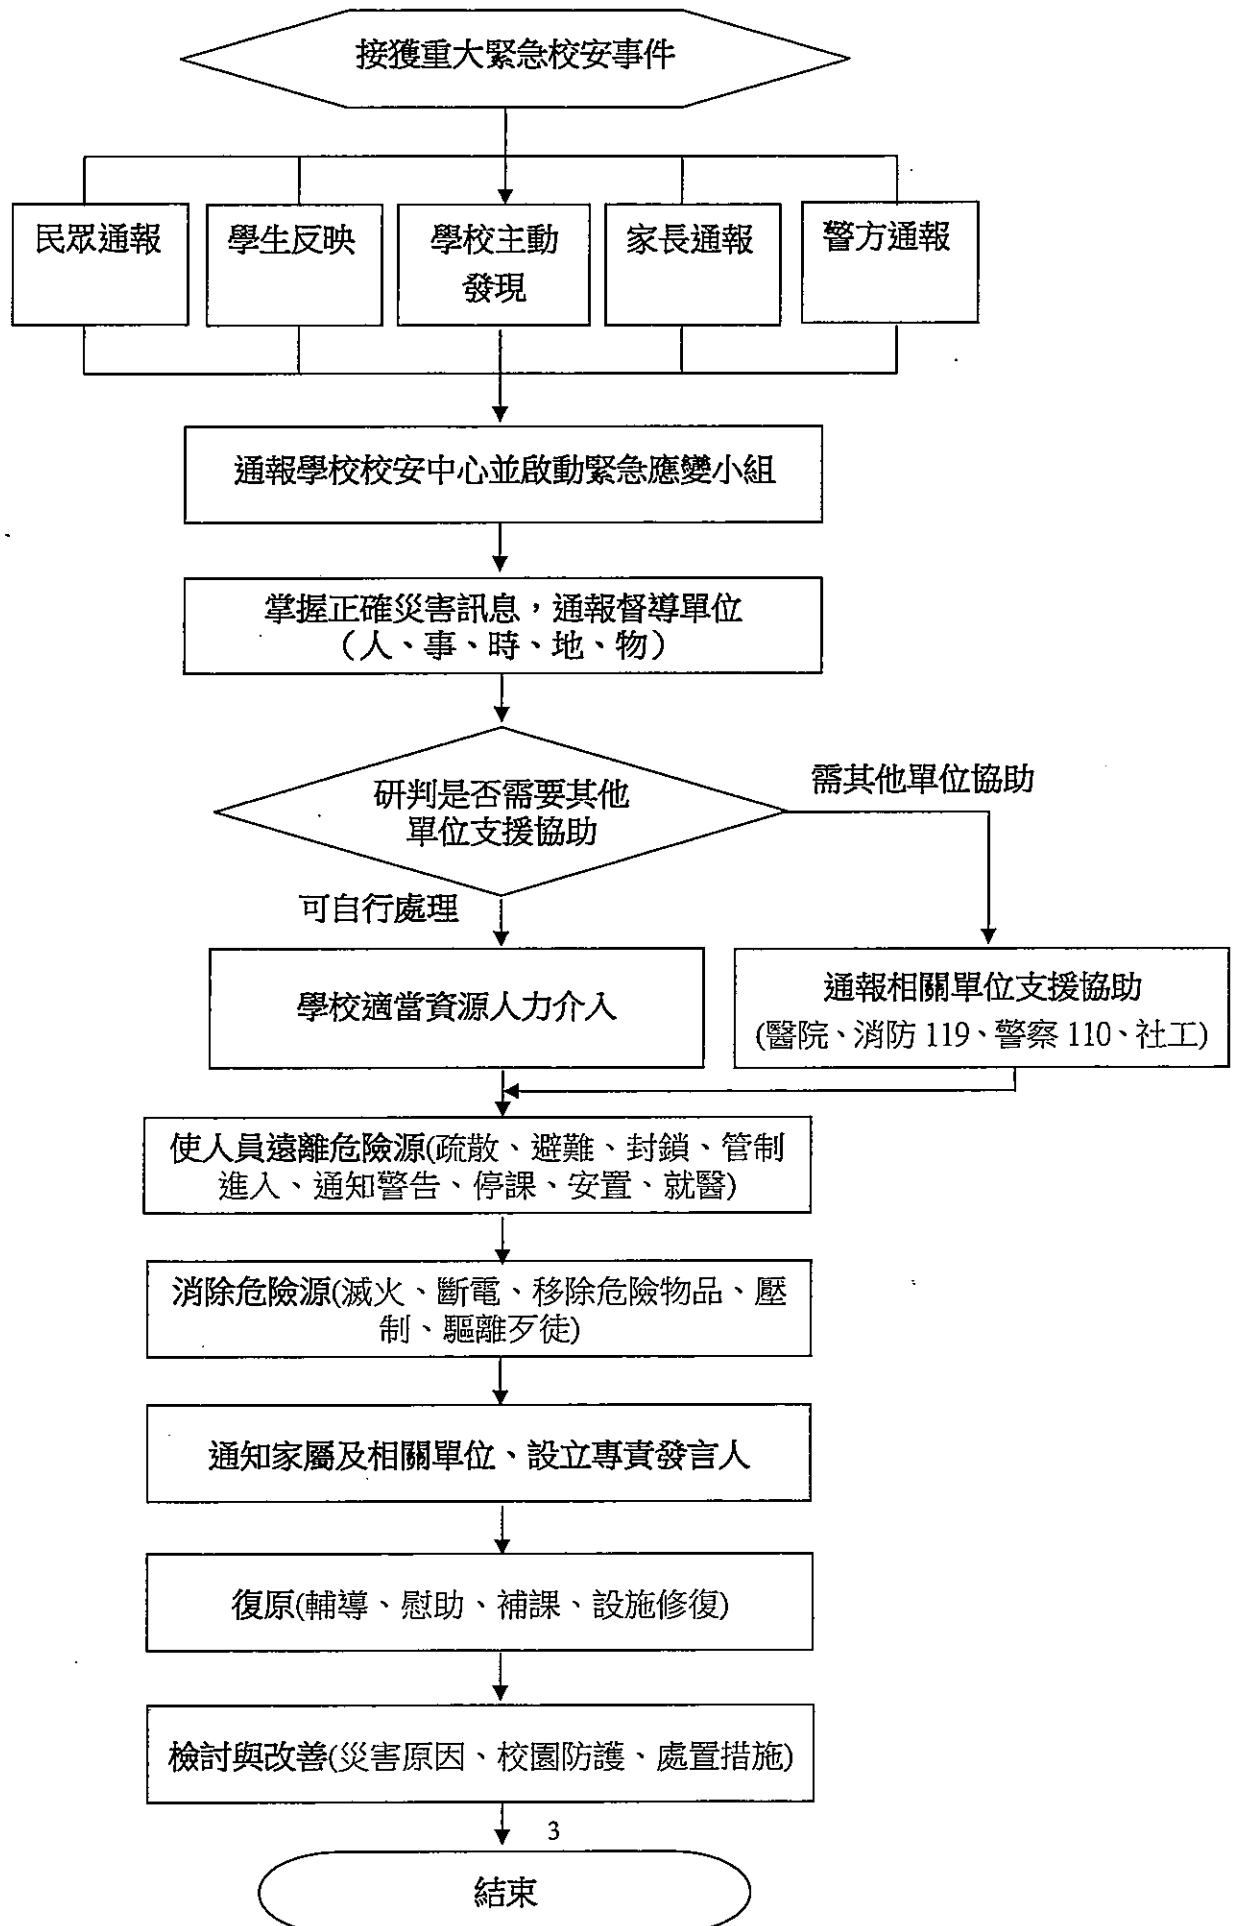 接獲重大緊急校安事件
民眾通報
學生反映
學校主動
發現
家長通報
警方通報
通報學校校安中心並啟動緊急應變小組
掌握正確災害訊息，通報督導單位
（人、事、時、地、物）
研判是否需要其他
單位支援協助
需其他單位協助
可自行處理
學校適當資源人力介入
通報相關單位支援協助
(醫院、消防 119、警察 110、社工)
使人員遠離危險源(疏散、避難、封鎖、管制
進入、通知警告、停課、安置、就醫)
消除危險源(滅火、斷電、移除危險物品、壓
制、驅離歹徒)
通知家屬及相關單位、設立專責發言人
復原(輔導、慰助、補課、設施修復)
檢討與改善(災害原因、校園防護、處置措施)
3
結束